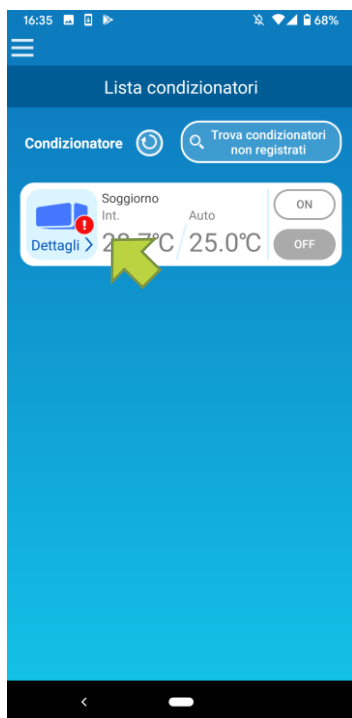 16:35
68%
Lista condizionatori
Condizionatore
Trova condizionatori
non registrati
Soggiorno
Int.
Auto
ON
Dettagli
25.0°C
OFF